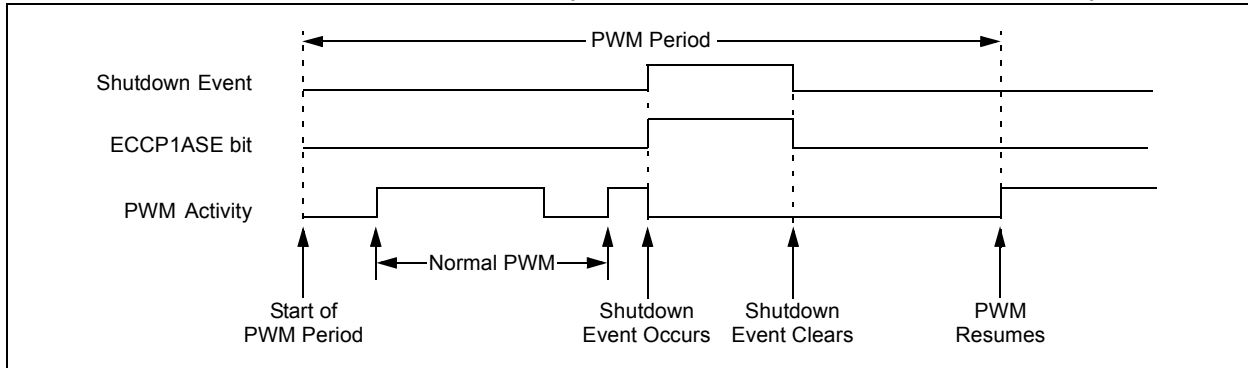 PWM Period
Shutdown Event
ECCP1ASE bit
PWM Activity
Normal PWM
Start of
PWM Period
Shutdown
Event Occurs
Shutdown
Event Clears
PWM
Resumes